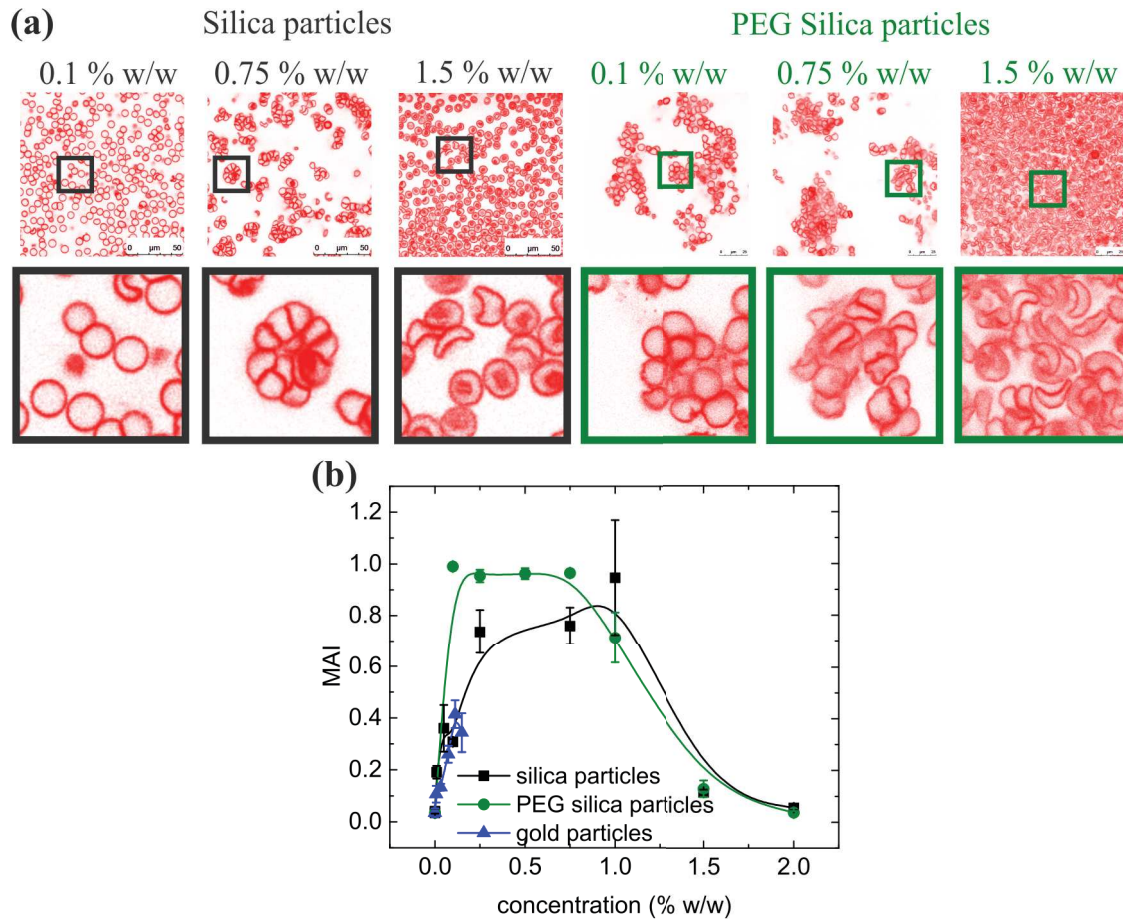 (a)
Silica particles
PEG Silica particles
0.1 % w/w
0.75 % w/w
1.5 % w/w
0.1 % w/w
0.75 % w/w
1.5 % w/w
0 µm 50
0 µm 50
0 µm 50
(b)
MAI
1.2
1.0
0.8
0.6
0.4
0.2
0.0
silica particles
PEG silica particles
gold particles
0.0 0.5 1.0 1.5 2.0
concentration (% w/w)